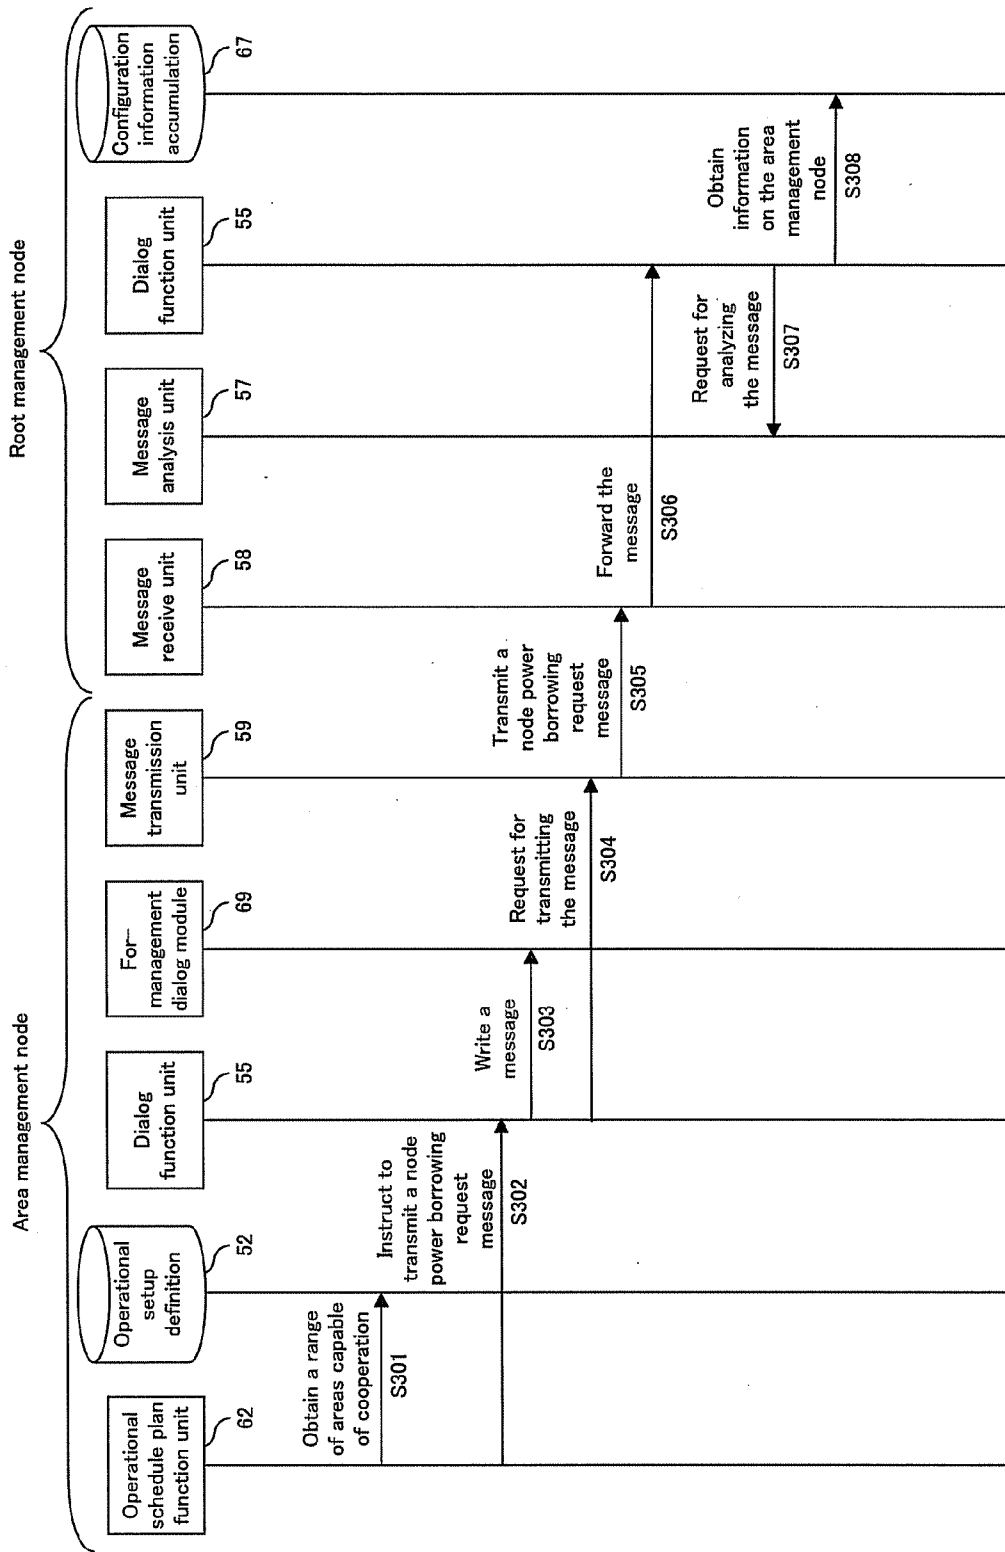 Area management node
Root management node
Operational
schedule plan
function unit
62
Operational
setup
definition
52
Dialog
function unit
55
For-
management
dialog module
69
Message
transmission
unit
59
Message
receive unit
58
Message
analysis unit
57
Dialog
function unit
55
Configuration
information
accumulation
67
Obtain a range
of areas capable
of cooperation
S301
Instruct to
transmit a node
power borrowing
request
message
S302
Write a
message
S303
Request for
transmitting
the message
S304
Transmit a
node power
borrowing
request
message
S305
Forward the
message
S306
Request for
analyzing
the message
S307
Obtain
information
on the area
management
node
S308